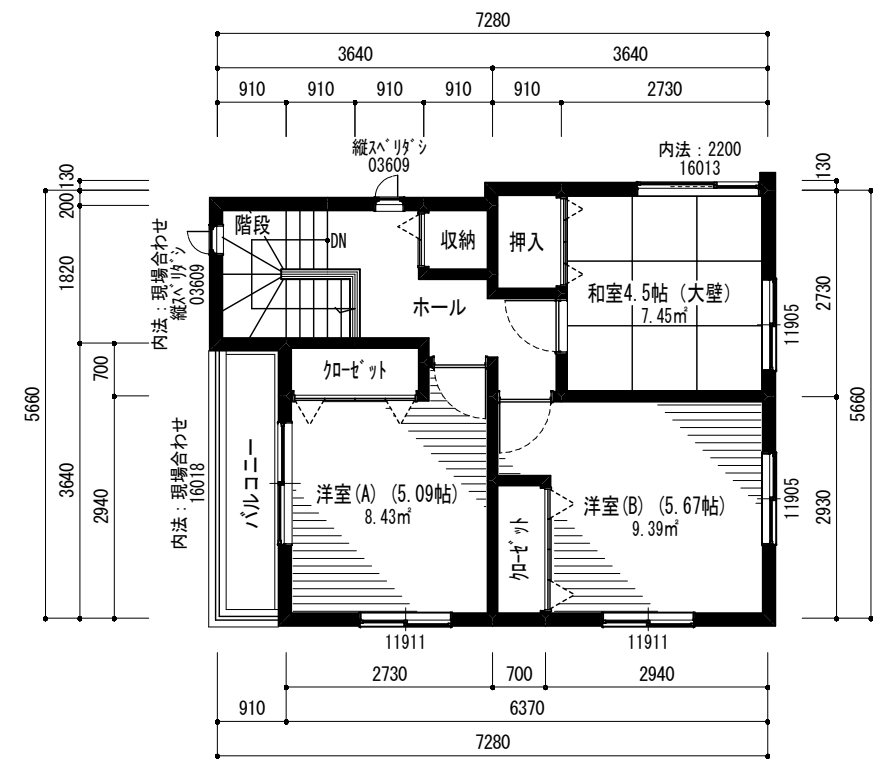 7280
3640
3640
910
910
910
910
910
2730
縦スベリダシ
03609
内法：2200
16013
130
200
1820
700
3640
2940
5660
130
2730
2930
5660
内法：現場合わせ
縦スベリダシ
03609
階段
DN
収納
押入
和室4.5帖 (大壁)
7.45㎡
11905
ホール
クローゼット
内法：現場合わせ
16018
バルコニー
洋室(A) (5.09帖)
8.43㎡
クローゼット
洋室(B) (5.67帖)
9.39㎡
11905
11911
11911
2730
700
2940
910
6370
7280